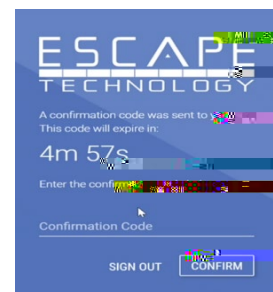 ESCAPE
TECHNOLOGY
A confirmation code was sent to
This code will expire in:
4m 57s
Enter the
Confirmation Code
SIGN OUT
CONFIRM